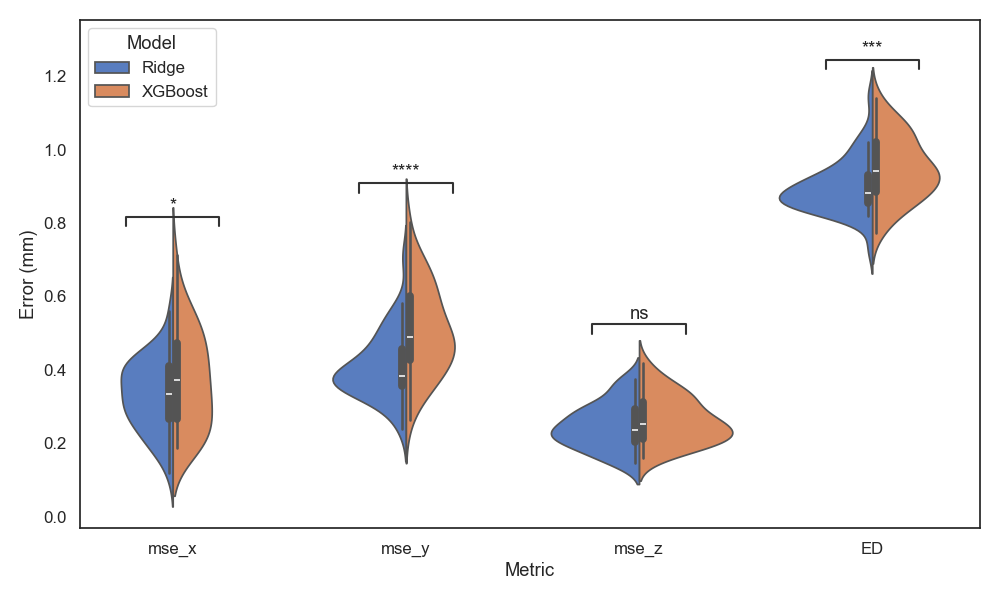 Model
Ridge
XGBoost
***
****
*
ns
Error (mm)
1.2
1.0
0.8
0.6
0.4
0.2
0.0
mse_x
mse_y
mse_z
ED
Metric